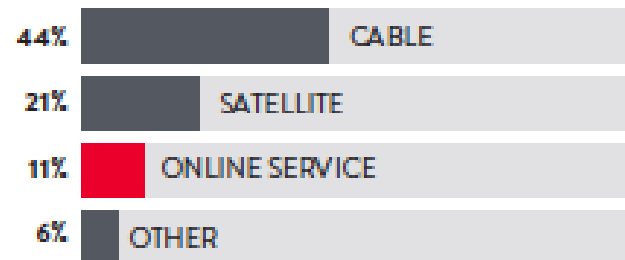 44% CABLE
21% SATELLITE
11% ONLINE SERVICE
6% OTHER